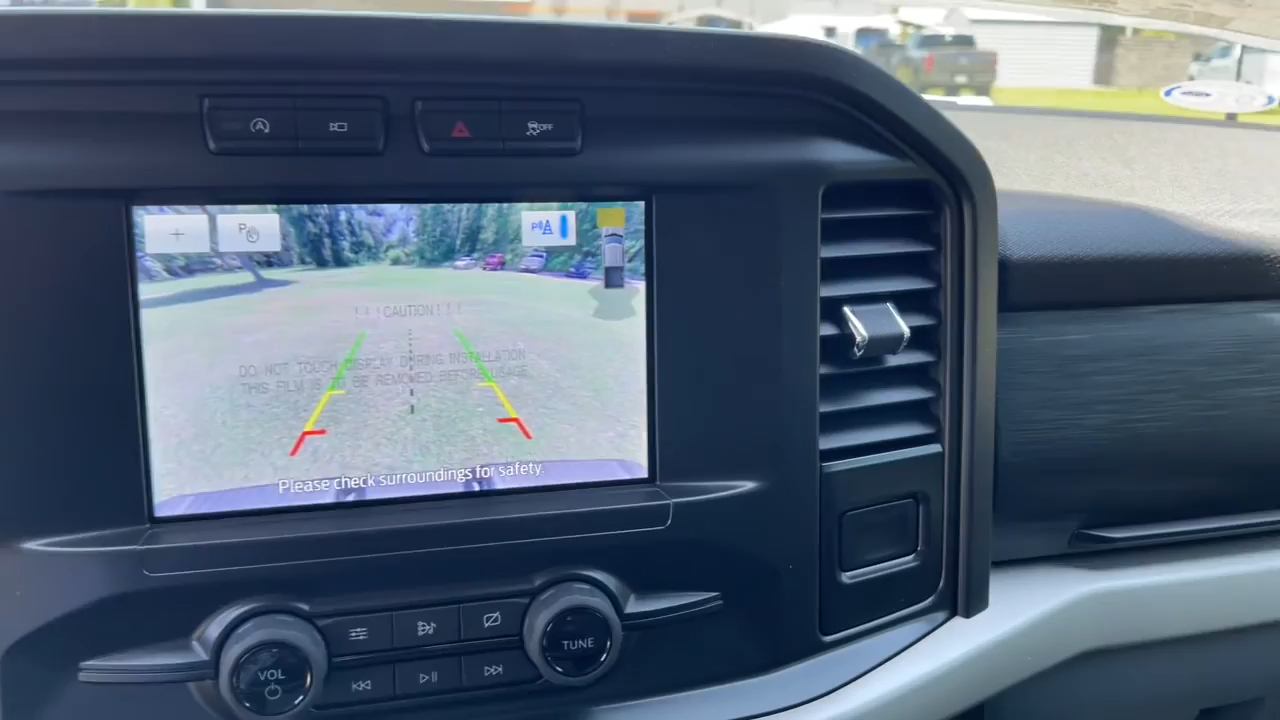 A
OFF
P
P
! ! ! CAUTION ! ! !
DO NOT TOUCH DISPLAY DURING INSTALLATION
THIS FILM IS TO BE REMOVED BEFORE USAGE
Please check surroundings for safety.
VOL
TUNE